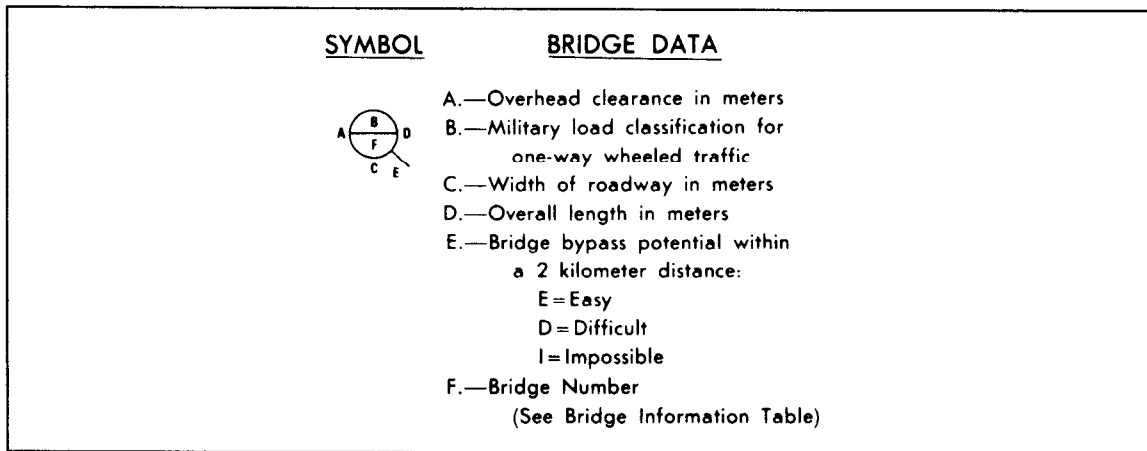 SYMBOL BRIDGE DATA
A.—Overhead clearance in meters
B.—Military load classification for
one-way wheeled traffic
C.—Width of roadway in meters
D.—Overall length in meters
E.—Bridge bypass potential within
a 2 kilometer distance:
E=Easy
D=Difficult
I=Impossible
F.—Bridge Number
(See Bridge Information Table)
B
A D
F
C E